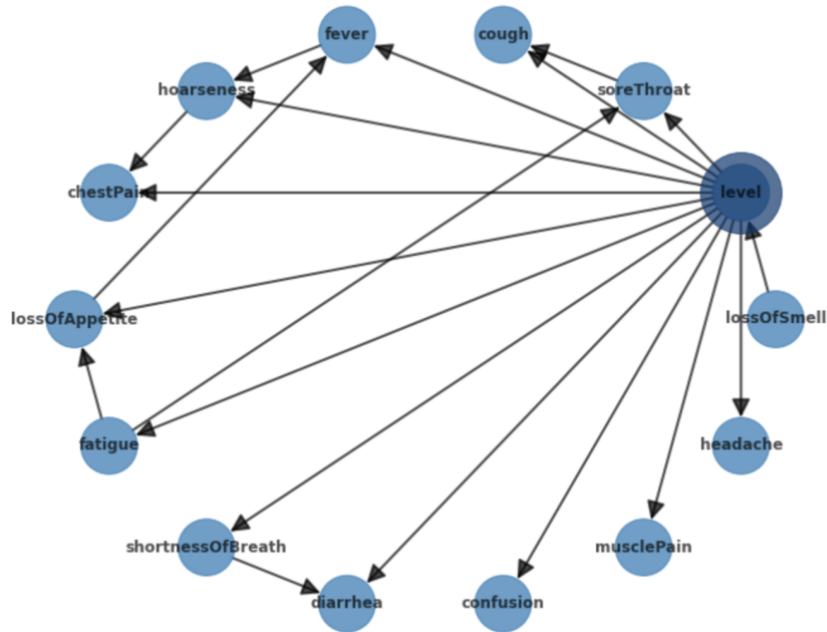 fever
cough
hoarseness
soreThroat
chestPain
level
lossOfAppetite
lossOfSmell
fatigue
headache
shortnessOfBreath
musclePain
diarrhea
confusion